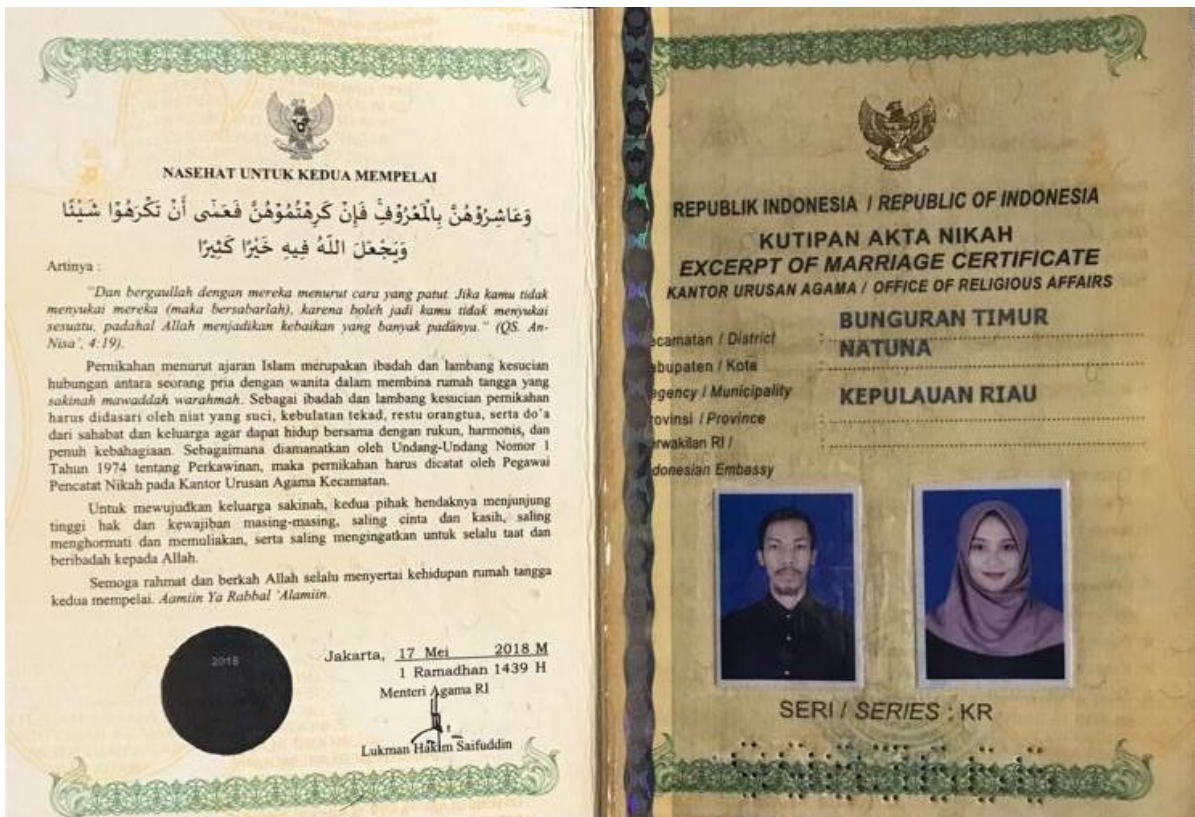 NASEHAT UNTUK KEDUA MEMPELAI
وَعَاشِرُوْهُنَّ بِالْمَعْرُوْفِۚ فَإِنْ كَرِهْتُمُوْهُنَّ فَعَسٰى أَنْ تَكْرَهُوْا شَيْئًا
وَيَجْعَلَ اللّٰهُ فِيهِ خَيْرًا كَثِيْرًا
Artinya :
"Dan bergaullah dengan mereka menurut cara yang patut. Jika kamu tidak
menyukai mereka (maka bersabarlah), karena boleh jadi kamu tidak menyukai
sesuatu, padahal Allah menjadikan kebaikan yang banyak padanya." (QS. An-
Nisa', 4:19).
Pernikahan menurut ajaran Islam merupakan ibadah dan lambang kesucian
hubungan antara seorang pria dengan wanita dalam membina rumah tangga yang
sakinah mawaddah warahmah. Sebagai ibadah dan lambang kesucian pernikahan
harus didasari oleh niat yang suci, kebulatan tekad, restu orangtua, serta do'a
dari sahabat dan keluarga agar dapat hidup bersama dengan rukun, harmonis, dan
penuh kebahagiaan. Sebagaimana diamanatkan oleh Undang-Undang Nomor 1
Tahun 1974 tentang Perkawinan, maka pernikahan harus dicatat oleh Pegawai
Pencatat Nikah pada Kantor Urusan Agama Kecamatan.
Untuk mewujudkan keluarga sakinah, kedua pihak hendaknya menjunjung
tinggi hak dan kewajiban masing-masing, saling cinta dan kasih, saling
menghormati dan memuliakan, serta saling mengingatkan untuk selalu taat dan
beribadah kepada Allah.
Semoga rahmat dan berkah Allah selalu menyertai kehidupan rumah tangga
kedua mempelai. Aamiin Ya Rabbal 'Alamiin.
2018
Jakarta, 17 Mei 2018 M
1 Ramadhan 1439 H
Menteri Agama RI
Lukman Hakim Saifuddin
REPUBLIK INDONESIA / REPUBLIC OF INDONESIA
KUTIPAN AKTA NIKAH
EXCERPT OF MARRIAGE CERTIFICATE
KANTOR URUSAN AGAMA / OFFICE OF RELIGIOUS AFFAIRS
ecamatan / District : BUNGURAN TIMUR
abupaten / Kota : NATUNA
egency / Municipality
rovinsi / Province : KEPULAUAN RIAU
erwakilan RI / :
donesian Embassy
SERI / SERIES : KR